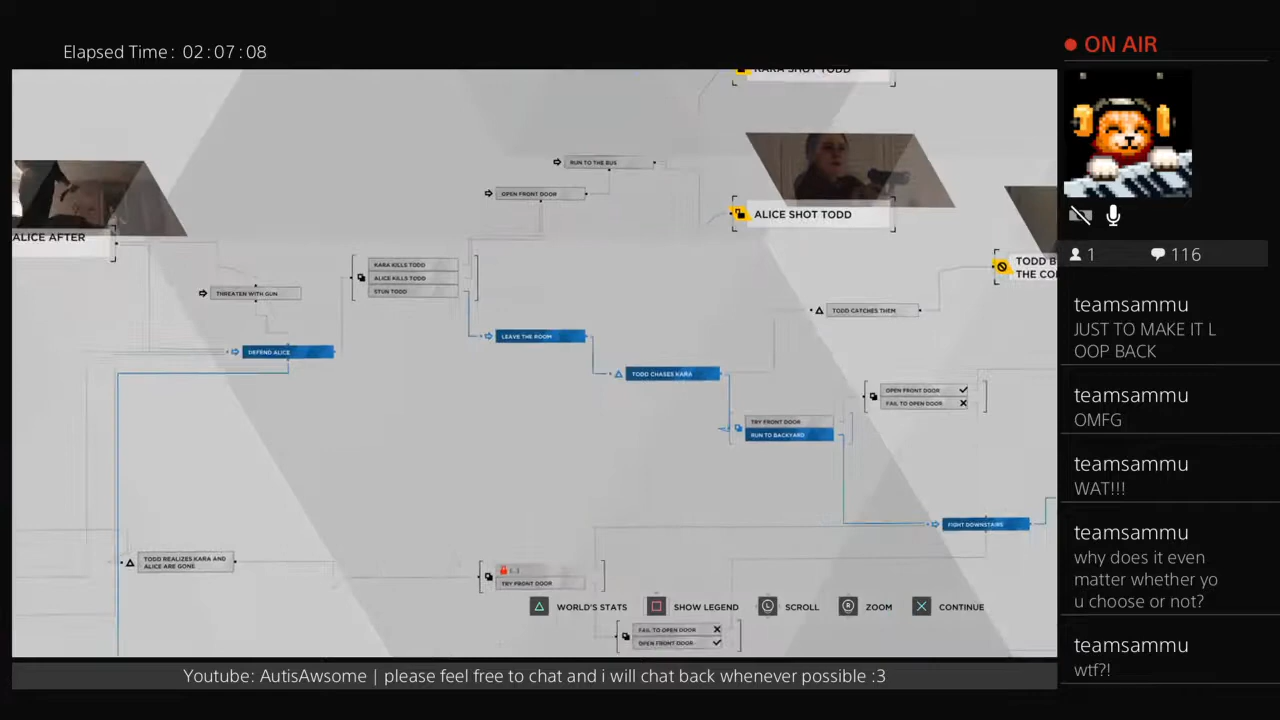 Elapsed Time: 02:07:08
ON AIR
KARA SHOT TODD
RUN TO THE BUS
OPEN FRONT DOOR
ALICE SHOT TODD
ALICE AFTER
KARA KILLS TODD
ALICE KILLS TODD
STUN TODD
THREATEN WITH GUN
TODD B
THE CO
TODD CATCHES THEM
LEAVE THE ROOM
DEFEND ALICE
TODD CHASES KARA
OPEN FRONT DOOR
FAIL TO OPEN DOOR
TRY FRONT DOOR
RUN TO BACKYARD
FIGHT DOWNSTAIRS
TODD REALIZES KARA AND
ALICE ARE GONE
TRY FRONT DOOR
WORLD'S STATS
SHOW LEGEND
L
SCROLL
R
ZOOM
CONTINUE
FAIL TO OPEN DOOR
OPEN FRONT DOOR
1
116
teamsammu
JUST TO MAKE IT L
OOP BACK
teamsammu
OMFG
teamsammu
WAT!!!
teamsammu
why does it even
matter whether yo
u choose or not?
teamsammu
wtf?!
Youtube: AutisAwsome | please feel free to chat and i will chat back whenever possible :3